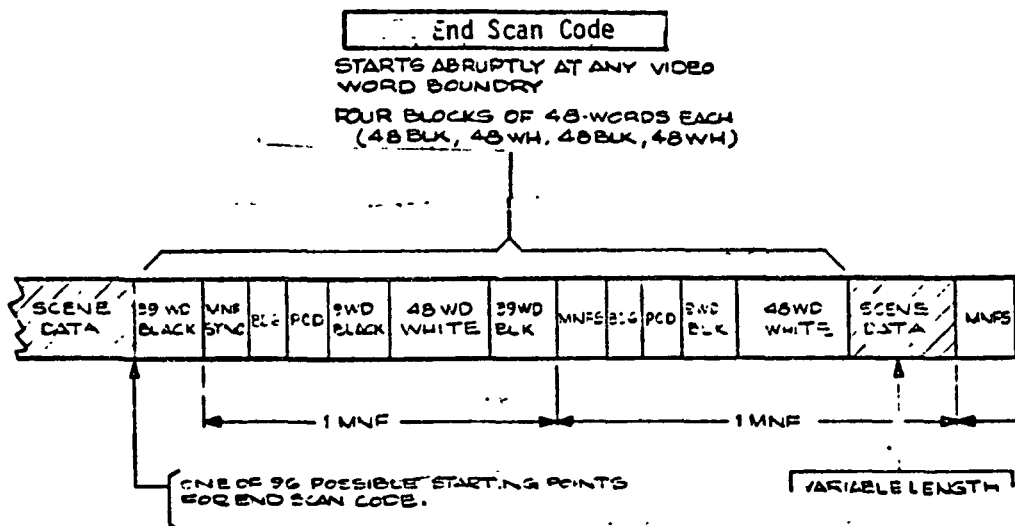 End Scan Code
STARTS ABRUPTLY AT ANY VIDEO
WORD BOUNDRY
FOUR BLOCKS OF 48-WORDS EACH
(48 BLK, 48 WH, 48 BLK, 48 WH)
SCENE DATA
39 WD BLACK
MNF SYNC
PCD
9WD BLACK
48 WD WHITE
39WD BLK
MNFS
PCD
9WD BLK
48WD WHITE
SCENE DATA
MNFS
1 MNF
1 MNF
ONE OF 96 POSSIBLE STARTING POINTS
FOR END SCAN CODE.
VARIABLE LENGTH